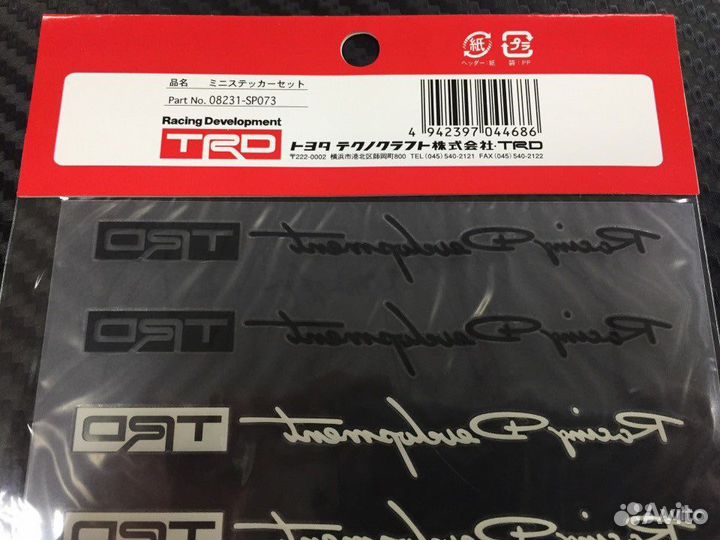 紙
プラ
ヘッダー:紙
袋:PP
品名 ミニステッカーセット
Part No. 08231-SP073
4 942397 044686
Racing Development
TRD
トヨタ テクノクラフト株式会社・TRD
〒222-0002 横浜市港北区師岡町800 TEL(045)540-2121 FAX(045)540-2122
TRD Racing Development
TRD Racing Development
TRD Racing Development
TRD Racing Development
Avito